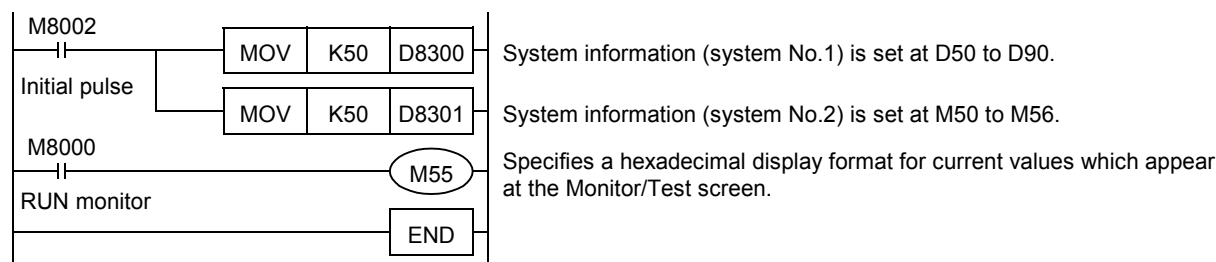 M8002
MOV K50 D8300 System information (system No.1) is set at D50 to D90.
Initial pulse
MOV K50 D8301 System information (system No.2) is set at M50 to M56.
M8000
M55 Specifies a hexadecimal display format for current values which appear
at the Monitor/Test screen.
RUN monitor
END